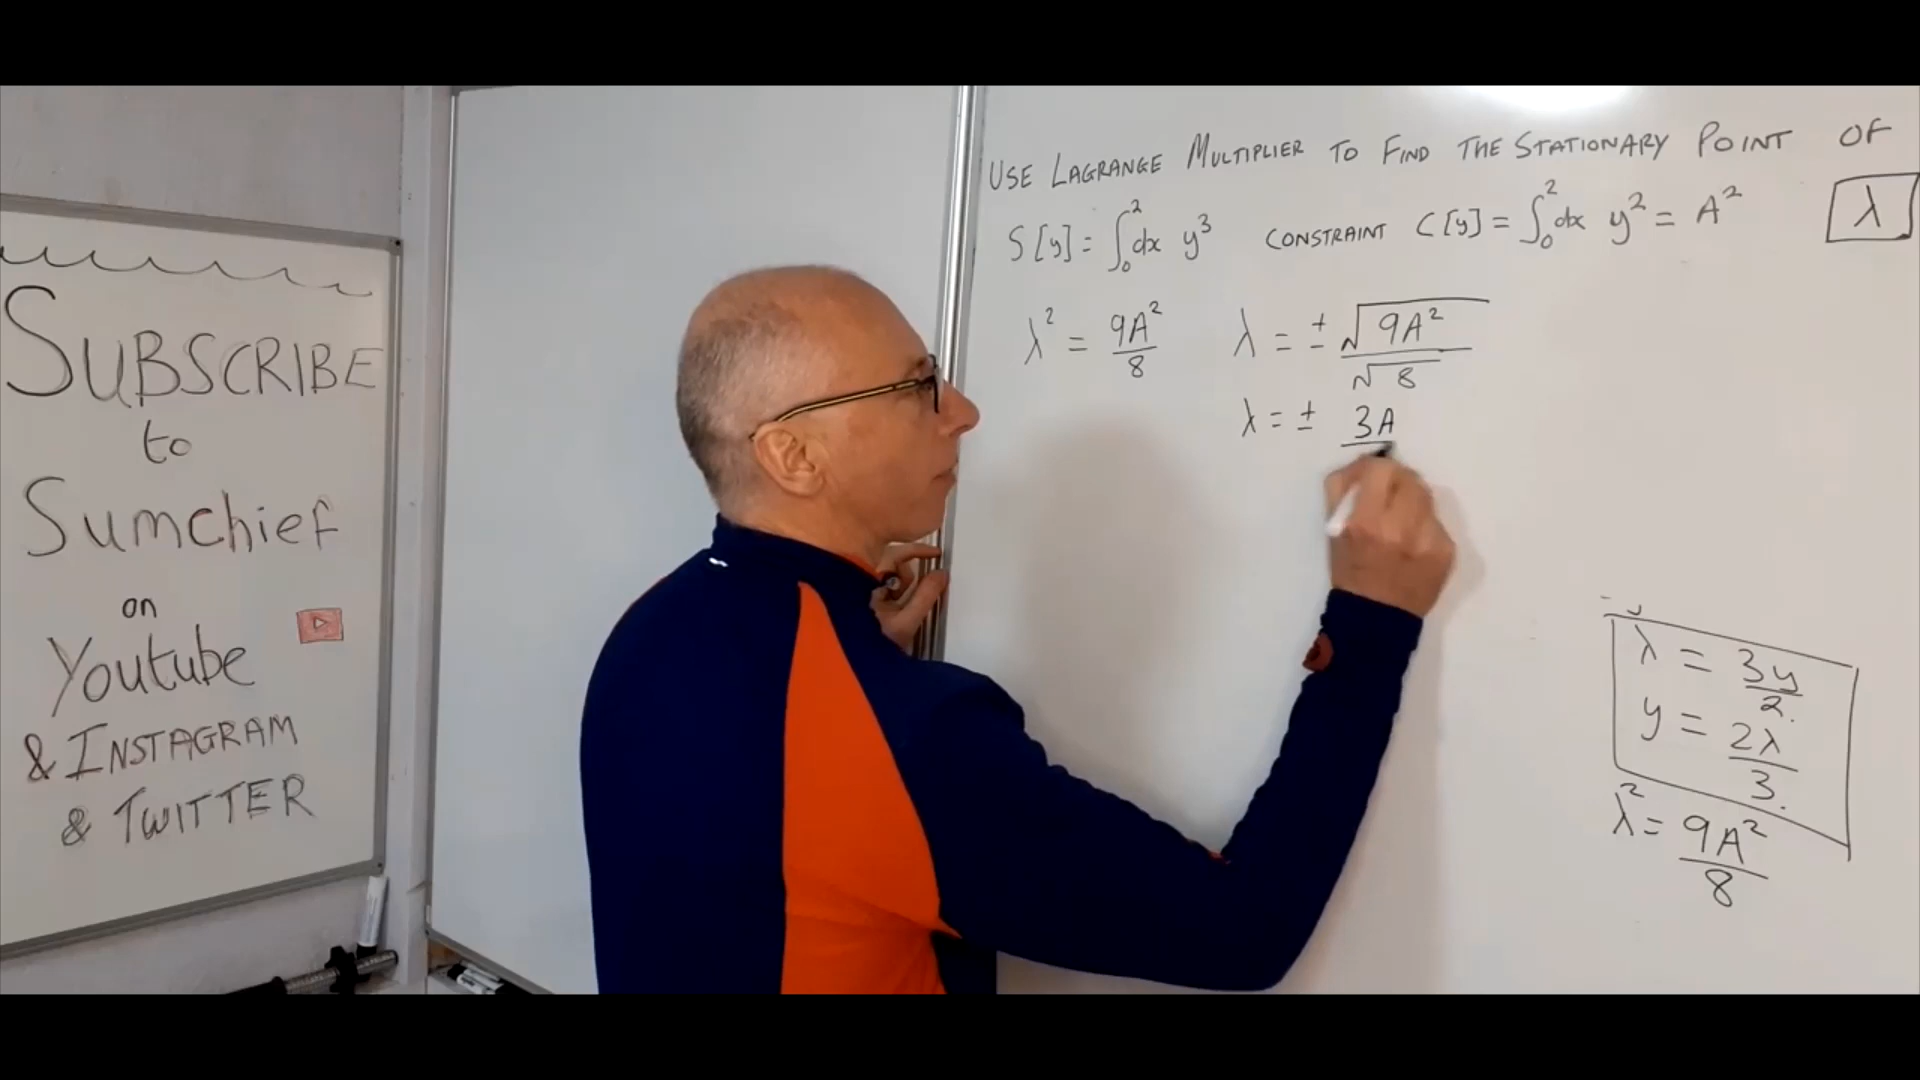 SUBSCRIBE
to
Sumchief
on
Youtube
& INSTAGRAM
& TWITTER
USE LAGRANGE MULTIPLIER TO FIND THE STATIONARY POINT OF
S[y] = ∫₀² dx y³ CONSTRAINT C[y] = ∫₀² dx y² = A² λ
λ² = 9A²/8 λ = ± √9A²/√8
λ = ± 3A
λ = 3y/2.
y = 2λ/3.
λ² = 9A²/8